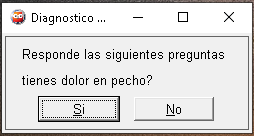 Diagnostico ...
Responde las siguientes preguntas
tienes dolor en pecho?
Si
No